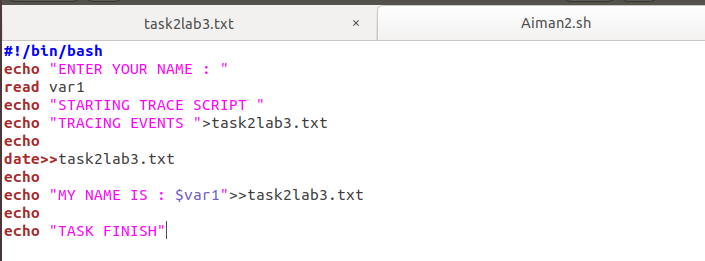 task2lab3.txt × Aiman2.sh
#!/bin/bash
echo "ENTER YOUR NAME : "
read var1
echo "STARTING TRACE SCRIPT "
echo "TRACING EVENTS ">task2lab3.txt
echo
date>>task2lab3.txt
echo
echo "MY NAME IS : $var1">>task2lab3.txt
echo
echo "TASK FINISH"